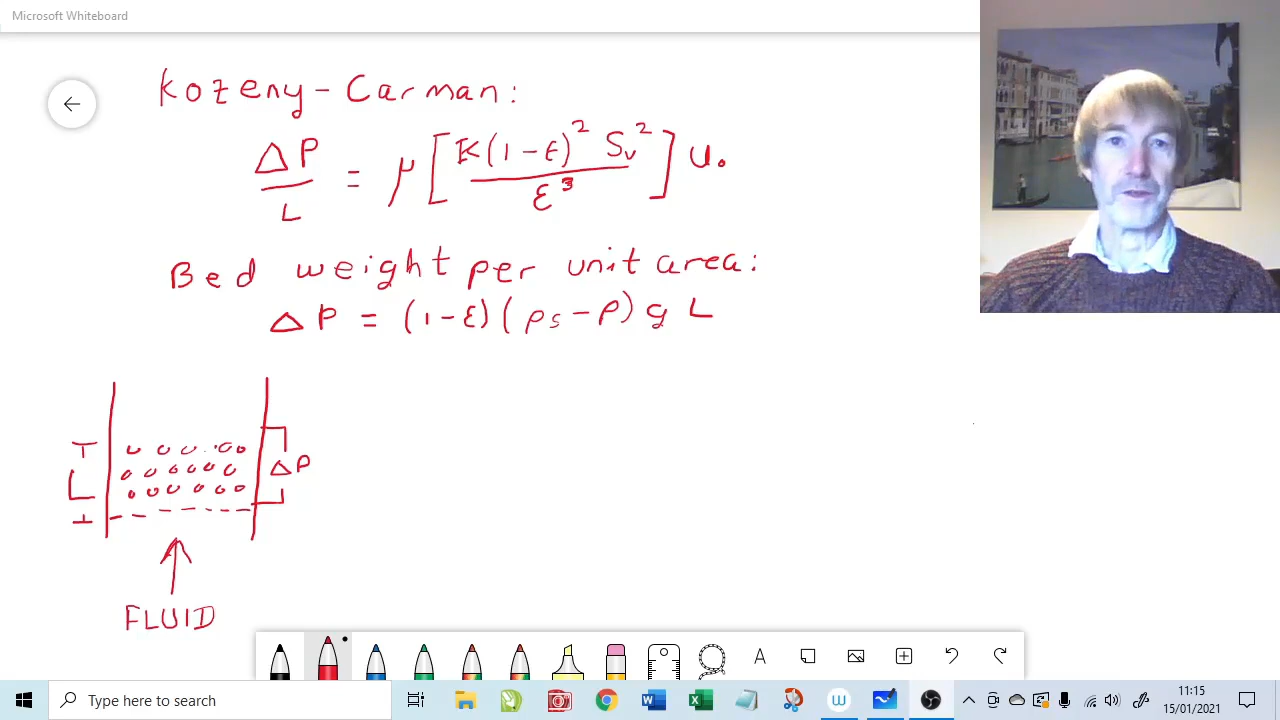 Microsoft Whiteboard
Kozeny-Carman:
ΔP/L = μ [K(1-ε)² Sv² / ε³] U₀
Bed weight per unit area:
ΔP = (1-ε)(ρs-ρ) g L
L
ΔP
FLUID
A
Type here to search
11:15
15/01/2021